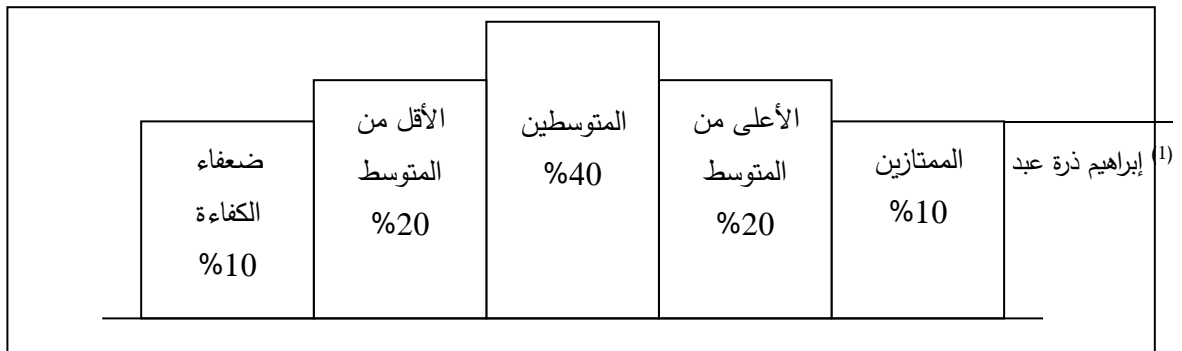 الممتازين
%10
الأعلى من
المتوسط
%20
المتوسطين
%40
الأقل من
المتوسط
%20
ضعفاء
الكفاءة
%10
(1) إبراهيم ذرة عبد